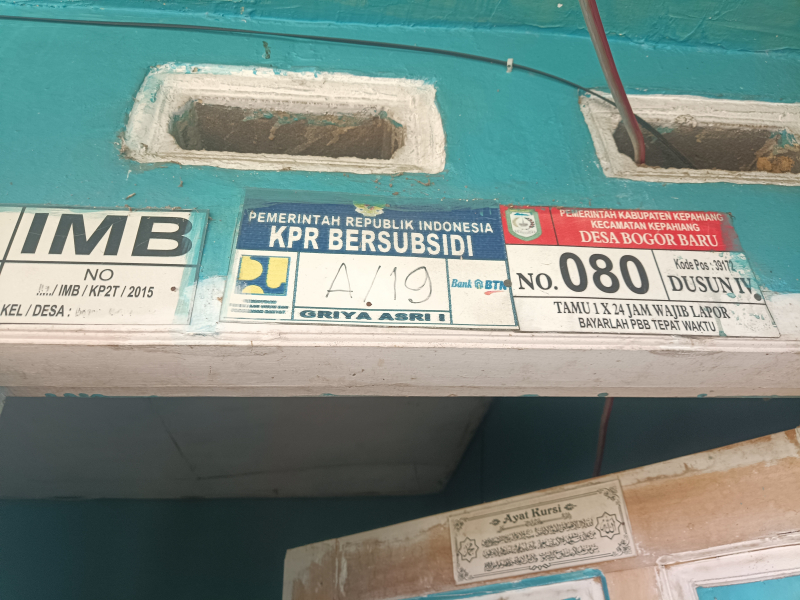 IMB
NO
/ IMB / KP2T / 2015
KEL / DESA :
PEMERINTAH REPUBLIK INDONESIA
KPR BERSUBSIDI
A/19
Bank BTN
GRIYA ASRI I
PEMERINTAH KABUPATEN KEPAHIANG
KECAMATAN KEPAHIANG
DESA BOGOR BARU
NO. 080
Kode Pos : 39172
DUSUN IV
TAMU 1 X 24 JAM WAJIB LAPOR
BAYARLAH PBB TEPAT WAKTU
Ayat Kursi